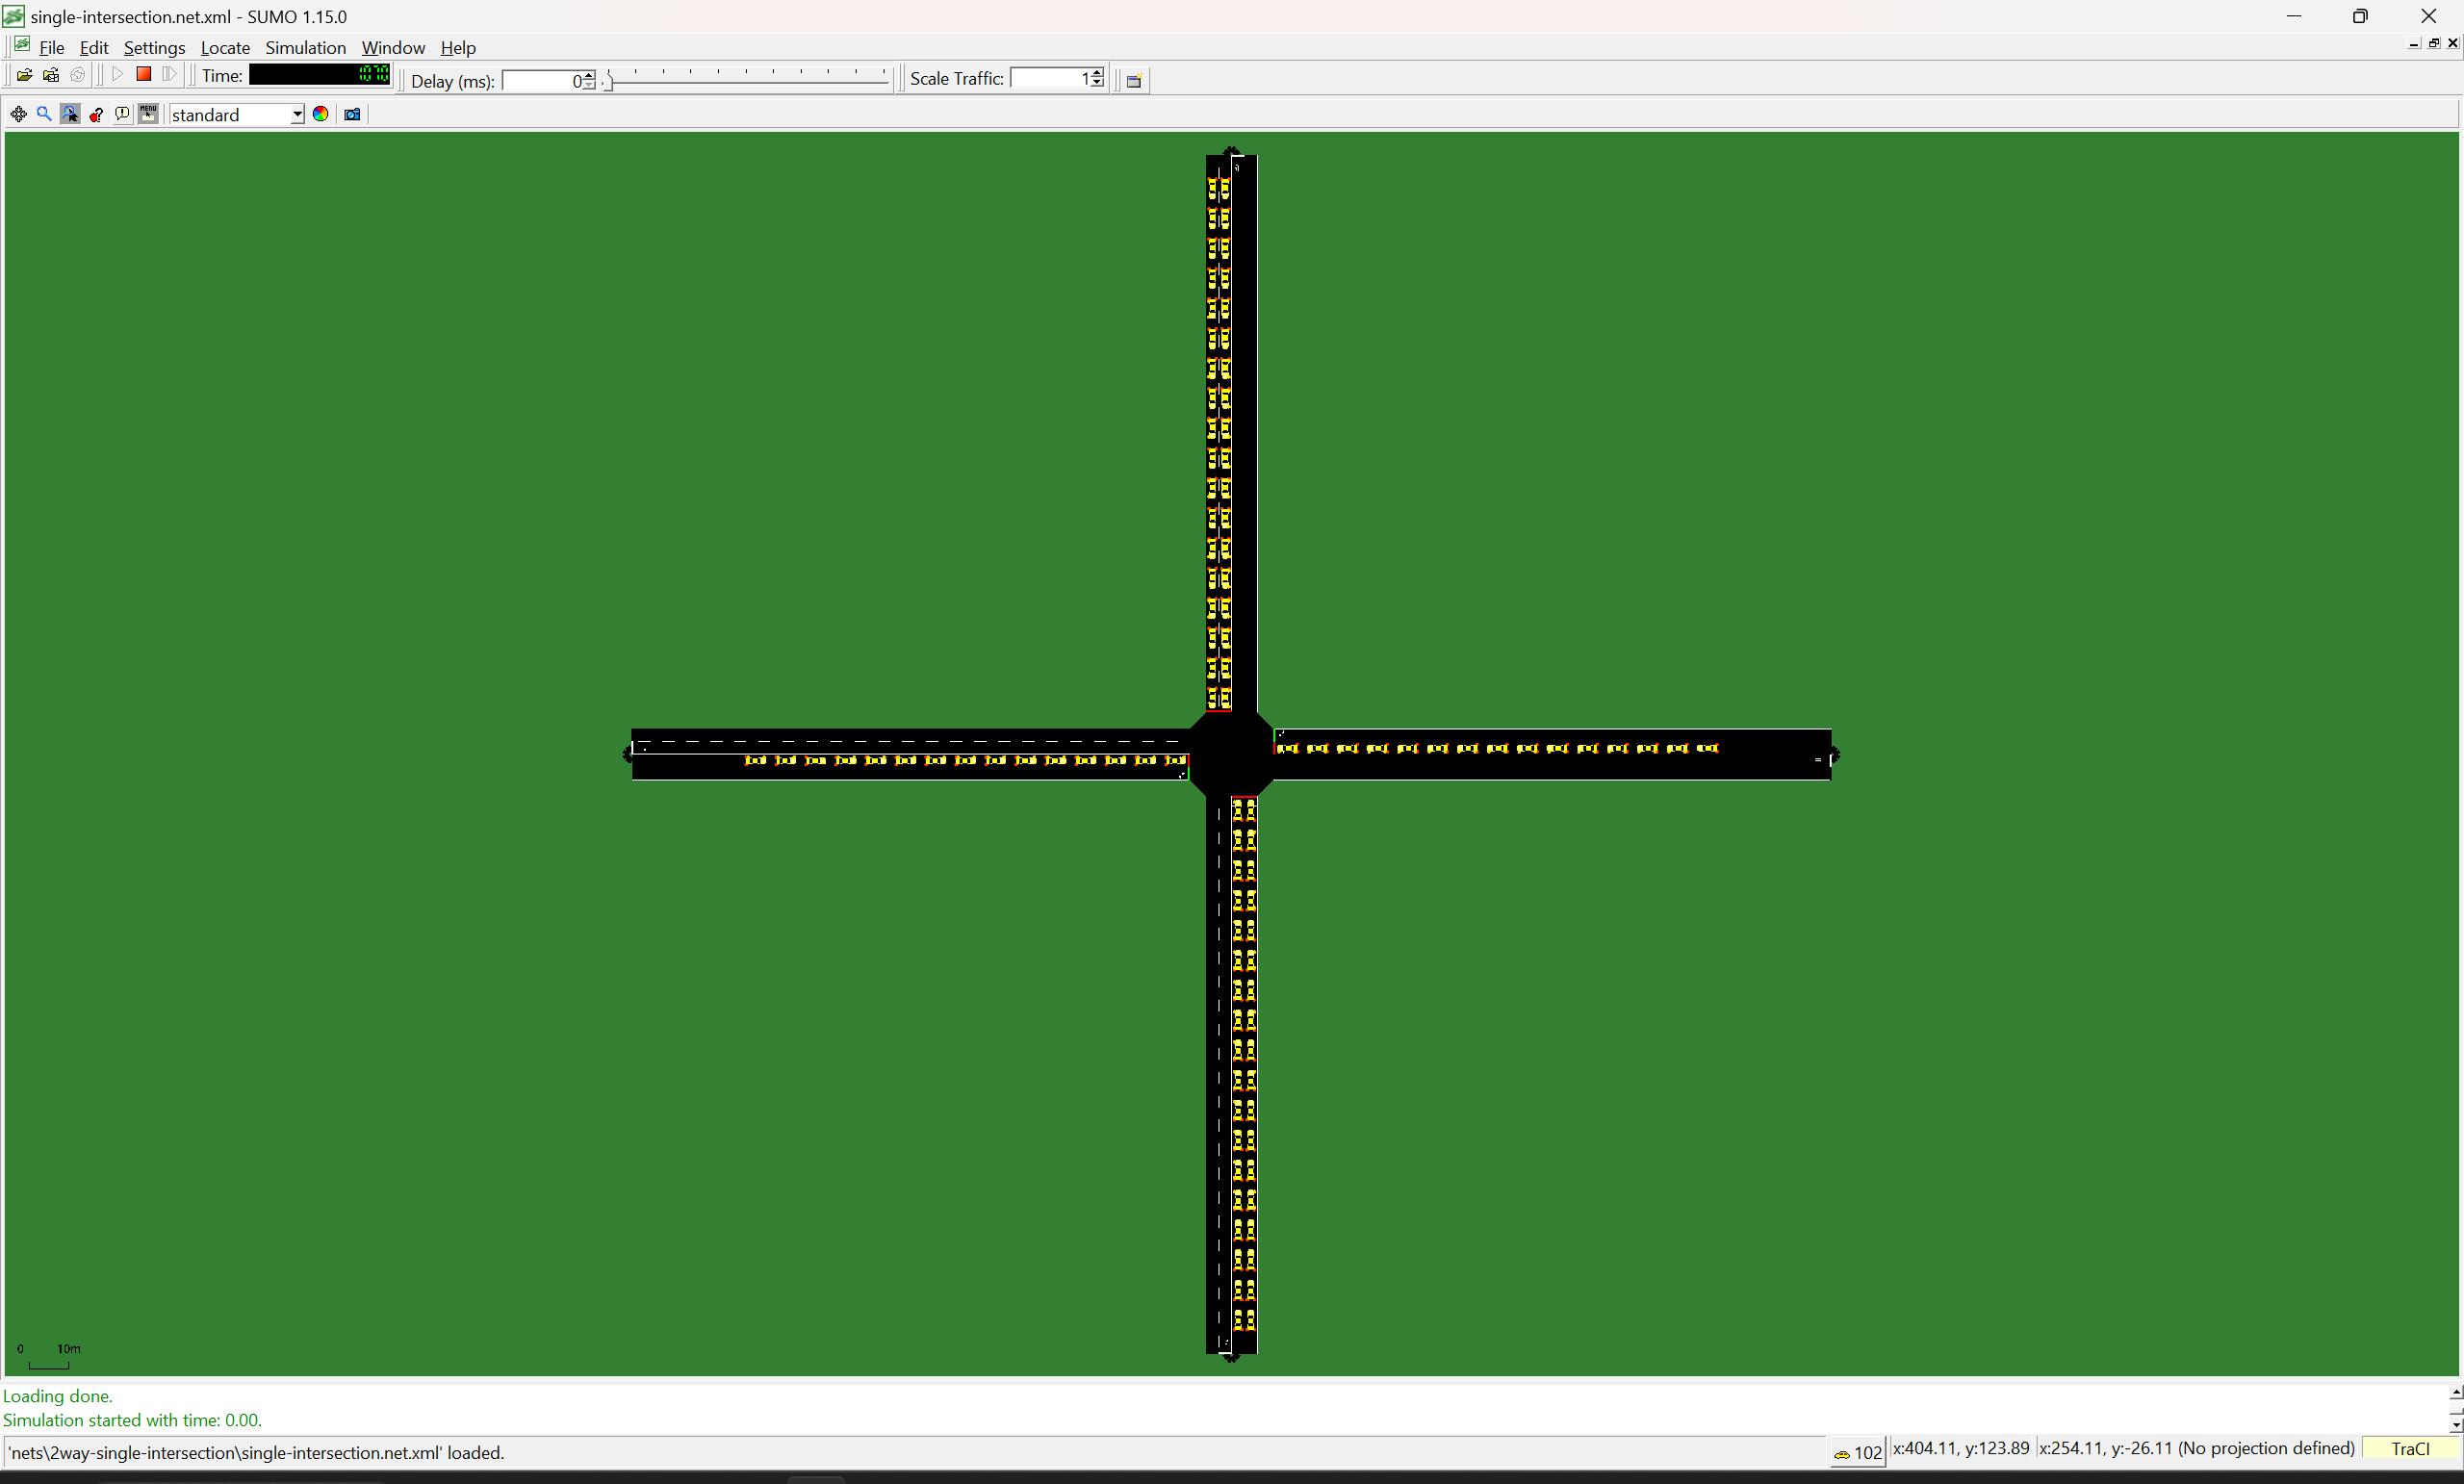 single-intersection.net.xml - SUMO 1.15.0
File Edit Settings Locate Simulation Window Help
Time: 070 Delay (ms): 0 Scale Traffic: 1
MENU standard
0 10m
Loading done.
Simulation started with time: 0.00.
'nets\2way-single-intersection\single-intersection.net.xml' loaded. 102 x:404.11, y:123.89 x:254.11, y:-26.11 (No projection defined) TraCI